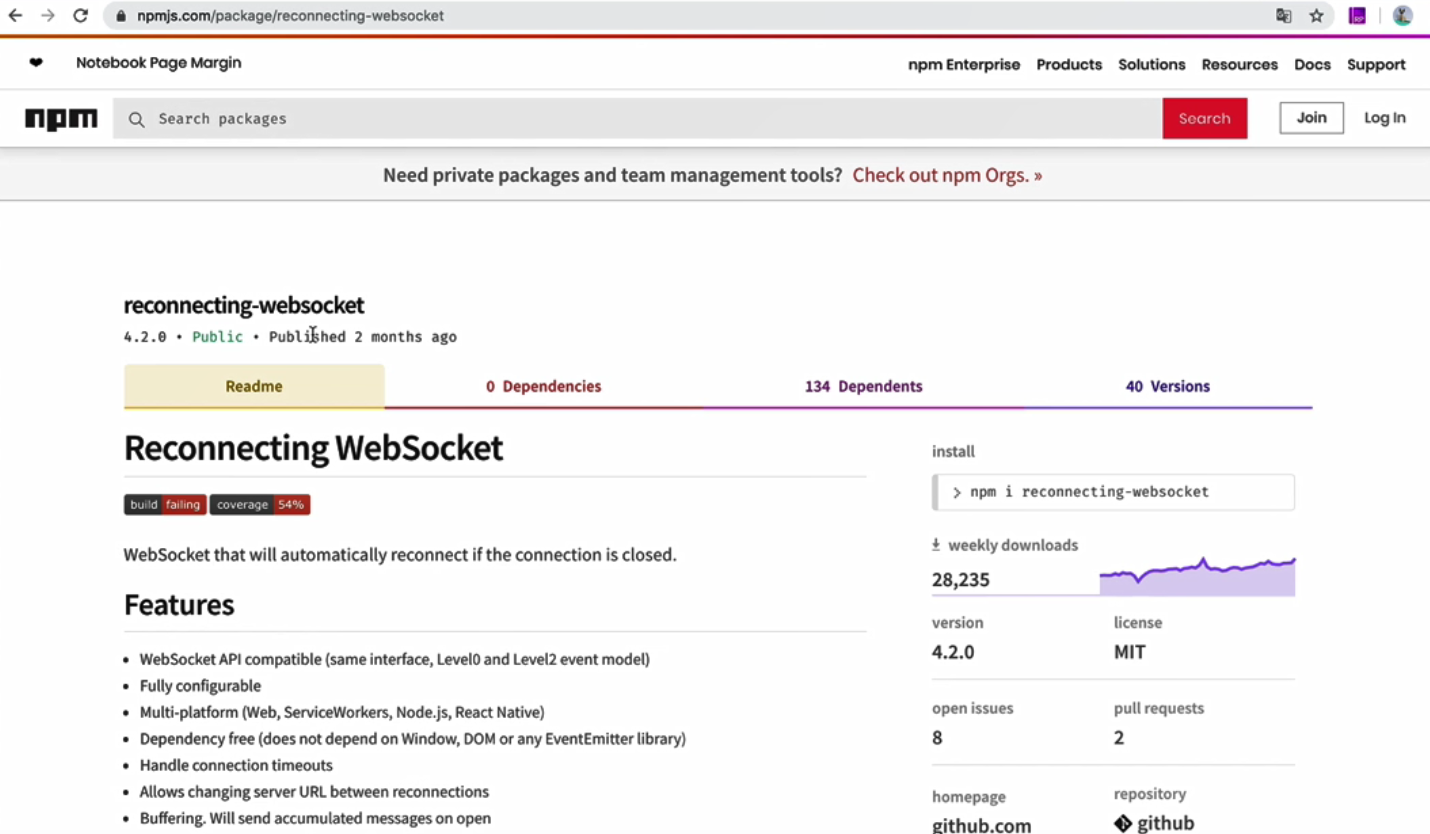 npmjs.com/package/reconnecting-websocket
Notebook Page Margin
npm Enterprise Products Solutions Resources Docs Support
npm
Search packages
Search
Join
Log In
Need private packages and team management tools? Check out npm Orgs. »
reconnecting-websocket
4.2.0 • Public • Published 2 months ago
Readme
0 Dependencies
134 Dependents
40 Versions
Reconnecting WebSocket
build failing coverage 54%
WebSocket that will automatically reconnect if the connection is closed.
Features
• WebSocket API compatible (same interface, Level0 and Level2 event model)
• Fully configurable
• Multi-platform (Web, ServiceWorkers, Node.js, React Native)
• Dependency free (does not depend on Window, DOM or any EventEmitter library)
• Handle connection timeouts
• Allows changing server URL between reconnections
• Buffering. Will send accumulated messages on open
install
> npm i reconnecting-websocket
weekly downloads
28,235
version license
4.2.0 MIT
open issues pull requests
8 2
homepage repository
github.com github